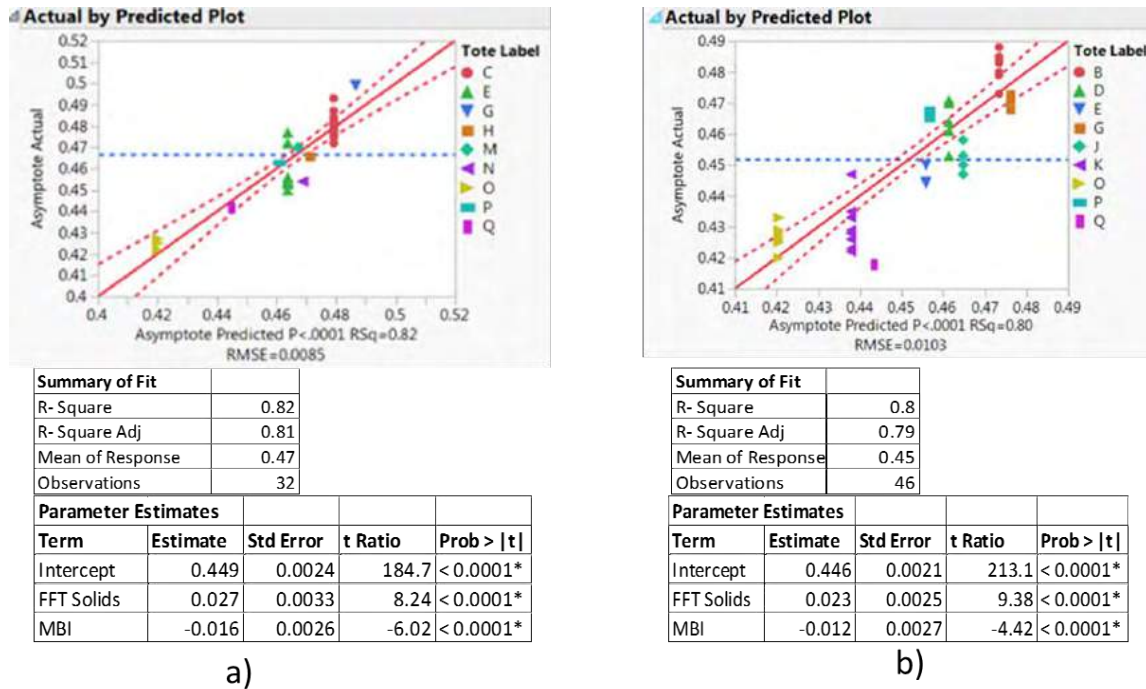 Actual by Predicted Plot
0.52
0.51
0.5
0.49
0.48
0.47
0.46
0.45
0.44
0.43
0.42
0.41
0.4
Asymptote Actual
0.4 0.42 0.44 0.46 0.48 0.5 0.52
Asymptote Predicted P<.0001 RSq=0.82
RMSE=0.0085
Tote Label
C
E
G
H
M
N
O
P
Q
Summary of Fit
R- Square 0.82
R- Square Adj 0.81
Mean of Response 0.47
Observations 32
Parameter Estimates
Term Estimate Std Error t Ratio Prob > |t|
Intercept 0.449 0.0024 184.7 < 0.0001*
FFT Solids 0.027 0.0033 8.24 < 0.0001*
MBI -0.016 0.0026 -6.02 < 0.0001*
a)
Actual by Predicted Plot
0.49
0.48
0.47
0.46
0.45
0.44
0.43
0.42
0.41
Asymptote Actual
0.41 0.42 0.43 0.44 0.45 0.46 0.47 0.48 0.49
Asymptote Predicted P<.0001 RSq=0.80
RMSE=0.0103
Tote Label
B
D
E
G
J
K
O
P
Q
Summary of Fit
R- Square 0.8
R- Square Adj 0.79
Mean of Response 0.45
Observations 46
Parameter Estimates
Term Estimate Std Error t Ratio Prob > |t|
Intercept 0.446 0.0021 213.1 < 0.0001*
FFT Solids 0.023 0.0025 9.38 < 0.0001*
MBI -0.012 0.0027 -4.42 < 0.0001*
b)